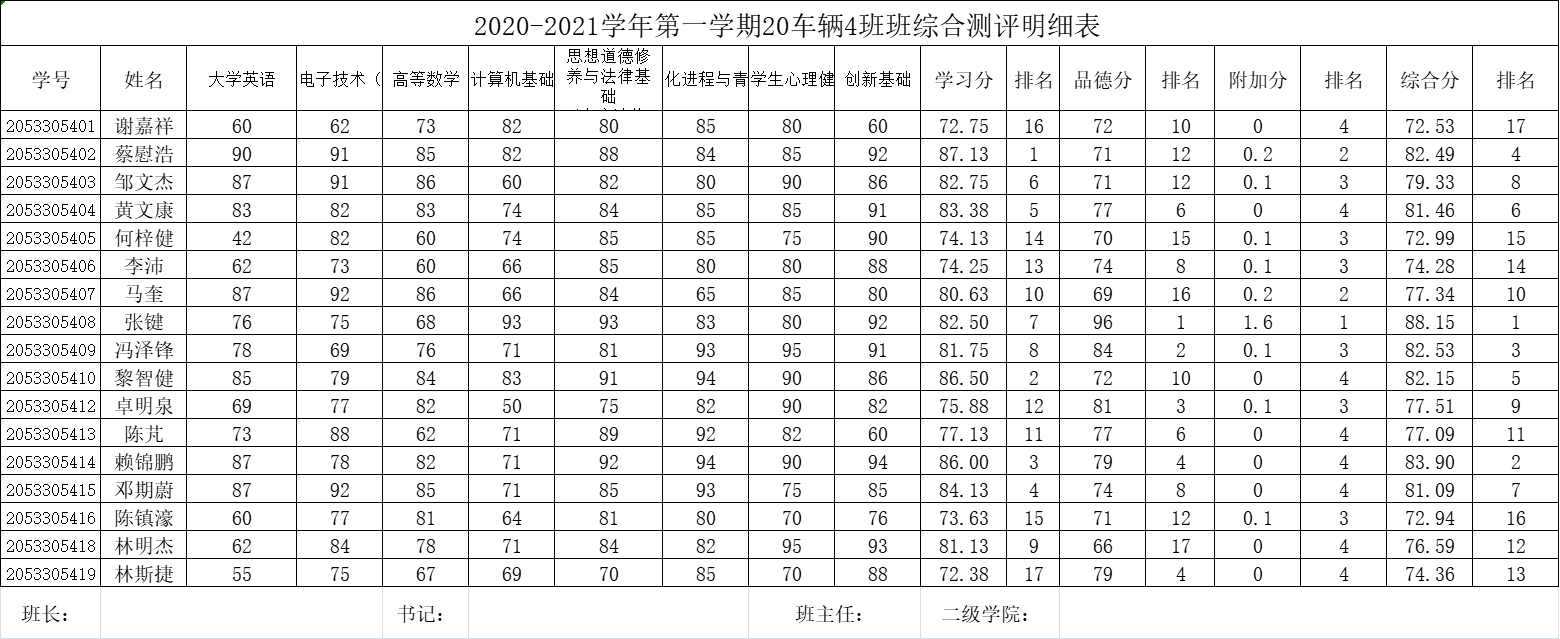 2020-2021学年第一学期20车辆4班班综合测评明细表
学号 姓名 大学英语 电子技术（ 高等数学 计算机基础 思想道德修养与法律基础 化进程与青 学生心理健 创新基础 学习分 排名 品德分 排名 附加分 排名 综合分 排名
2053305401 谢嘉祥 60 62 73 82 80 85 80 60 72.75 16 72 10 0 4 72.53 17
2053305402 蔡慰浩 90 91 85 82 88 84 85 92 87.13 1 71 12 0.2 2 82.49 4
2053305403 邹文杰 87 91 86 60 82 80 90 86 82.75 6 71 12 0.1 3 79.33 8
2053305404 黄文康 83 82 83 74 84 85 85 91 83.38 5 77 6 0 4 81.46 6
2053305405 何梓健 42 82 60 74 85 85 75 90 74.13 14 70 15 0.1 3 72.99 15
2053305406 李沛 62 73 60 66 85 80 80 88 74.25 13 74 8 0.1 3 74.28 14
2053305407 马奎 87 92 86 66 84 65 85 80 80.63 10 69 16 0.2 2 77.34 10
2053305408 张键 76 75 68 93 93 83 80 92 82.50 7 96 1 1.6 1 88.15 1
2053305409 冯泽锋 78 69 76 71 81 93 95 91 81.75 8 84 2 0.1 3 82.53 3
2053305410 黎智健 85 79 84 83 91 94 90 86 86.50 2 72 10 0 4 82.15 5
2053305412 卓明泉 69 77 82 50 75 82 90 82 75.88 12 81 3 0.1 3 77.51 9
2053305413 陈芃 73 88 62 71 89 92 82 60 77.13 11 77 6 0 4 77.09 11
2053305414 赖锦鹏 87 78 82 71 92 94 90 94 86.00 3 79 4 0 4 83.90 2
2053305415 邓期蔚 87 92 85 71 85 93 75 85 84.13 4 74 8 0 4 81.09 7
2053305416 陈镇濠 60 77 81 64 81 80 70 76 73.63 15 71 12 0.1 3 72.94 16
2053305418 林明杰 62 84 78 71 84 82 95 93 81.13 9 66 17 0 4 76.59 12
2053305419 林斯捷 55 75 67 69 70 85 70 88 72.38 17 79 4 0 4 74.36 13
班长： 书记： 班主任： 二级学院：